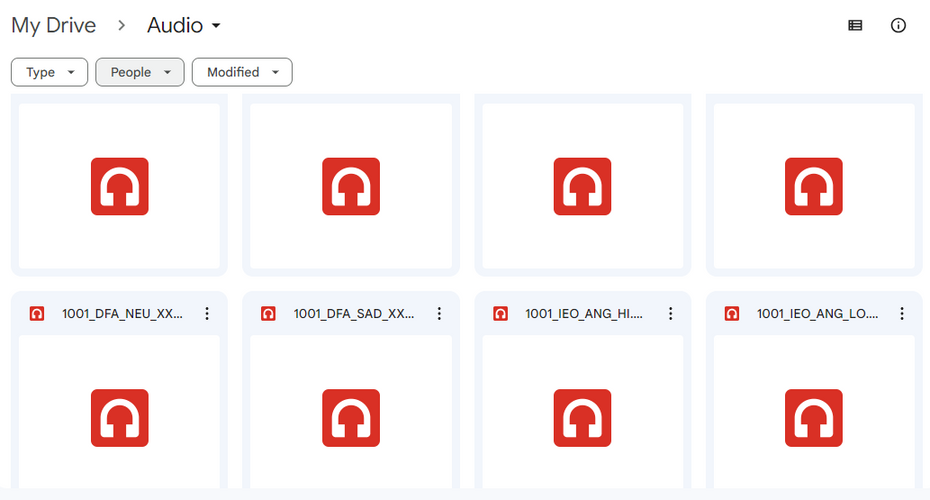 My Drive > Audio
Type People Modified
1001_DFA_NEU_XX... 1001_DFA_SAD_XX... 1001_IEO_ANG_HI.... 1001_IEO_ANG_LO....